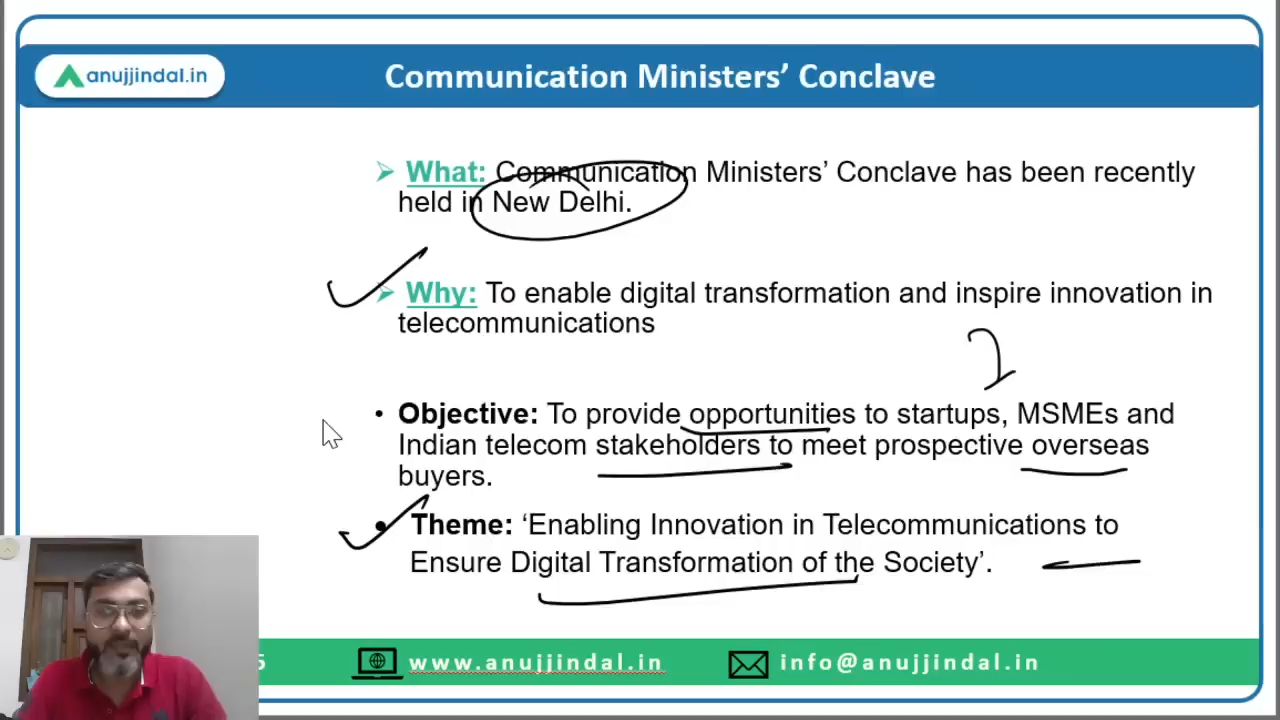 anujjindal.in
Communication Ministers’ Conclave
What: Communication Ministers’ Conclave has been recently
held in New Delhi.
Why: To enable digital transformation and inspire innovation in
telecommunications
• Objective: To provide opportunities to startups, MSMEs and
Indian telecom stakeholders to meet prospective overseas
buyers.
• Theme: ‘Enabling Innovation in Telecommunications to
Ensure Digital Transformation of the Society’.
www.anujjindal.in
info@anujjindal.in